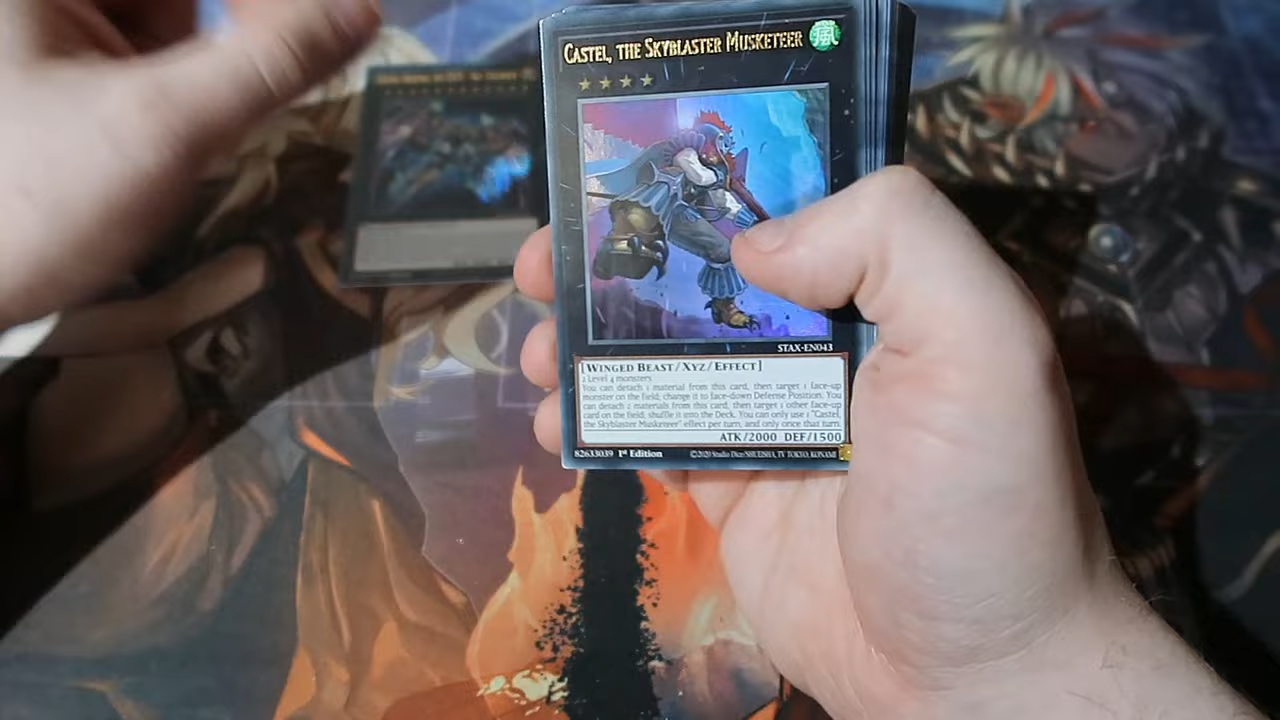 CASTEL, THE SKYBLASTER MUSKETEER
風
STAX-EN043
[WINGED BEAST/XYZ/EFFECT]
2 Level 4 monsters
You can detach 1 material from this card, then target 1 face-up
monster on the field; change it to face-down Defense Position. You
can detach 2 materials from this card, then target 1 other face-up
card on the field; shuffle it into the Deck. You can only use 1 "Castel,
the Skyblaster Musketeer" effect per turn, and only once that turn.
ATK/2000 DEF/1500
82633039 1st Edition ©2020 Studio Dice/SHUEISHA, TV TOKYO, KONAMI